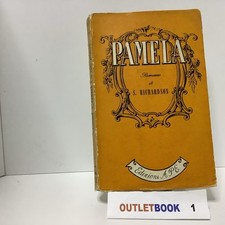 PAMELA
Romanzo
di
S. RICHARDSON
Edizioni A.P.E.
OUTLETBOOK 1